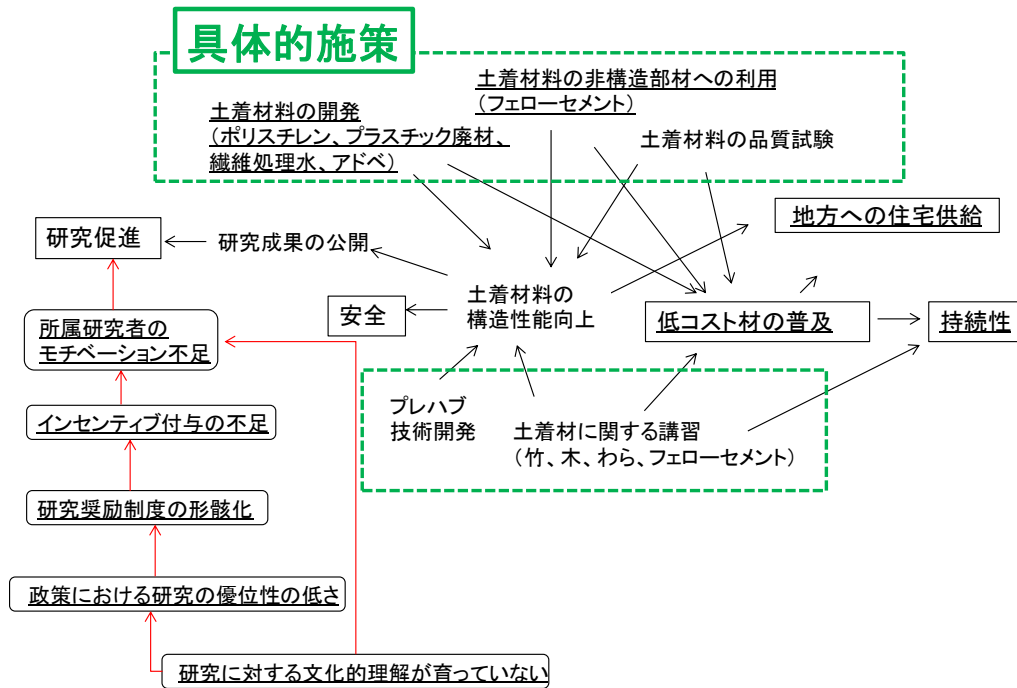 具体的施策
土着材料の非構造部材への利用
（フェローセメント）
土着材料の開発
（ポリスチレン、プラスチック廃材、
繊維処理水、アドベ）
土着材料の品質試験
地方への住宅供給
研究促進
研究成果の公開
土着材料の
構造性能向上
安全
低コスト材の普及
持続性
所属研究者の
モチベーション不足
プレハブ
技術開発
土着材に関する講習
（竹、木、わら、フェローセメント）
インセンティブ付与の不足
研究奨励制度の形骸化
政策における研究の優位性の低さ
研究に対する文化的理解が育っていない